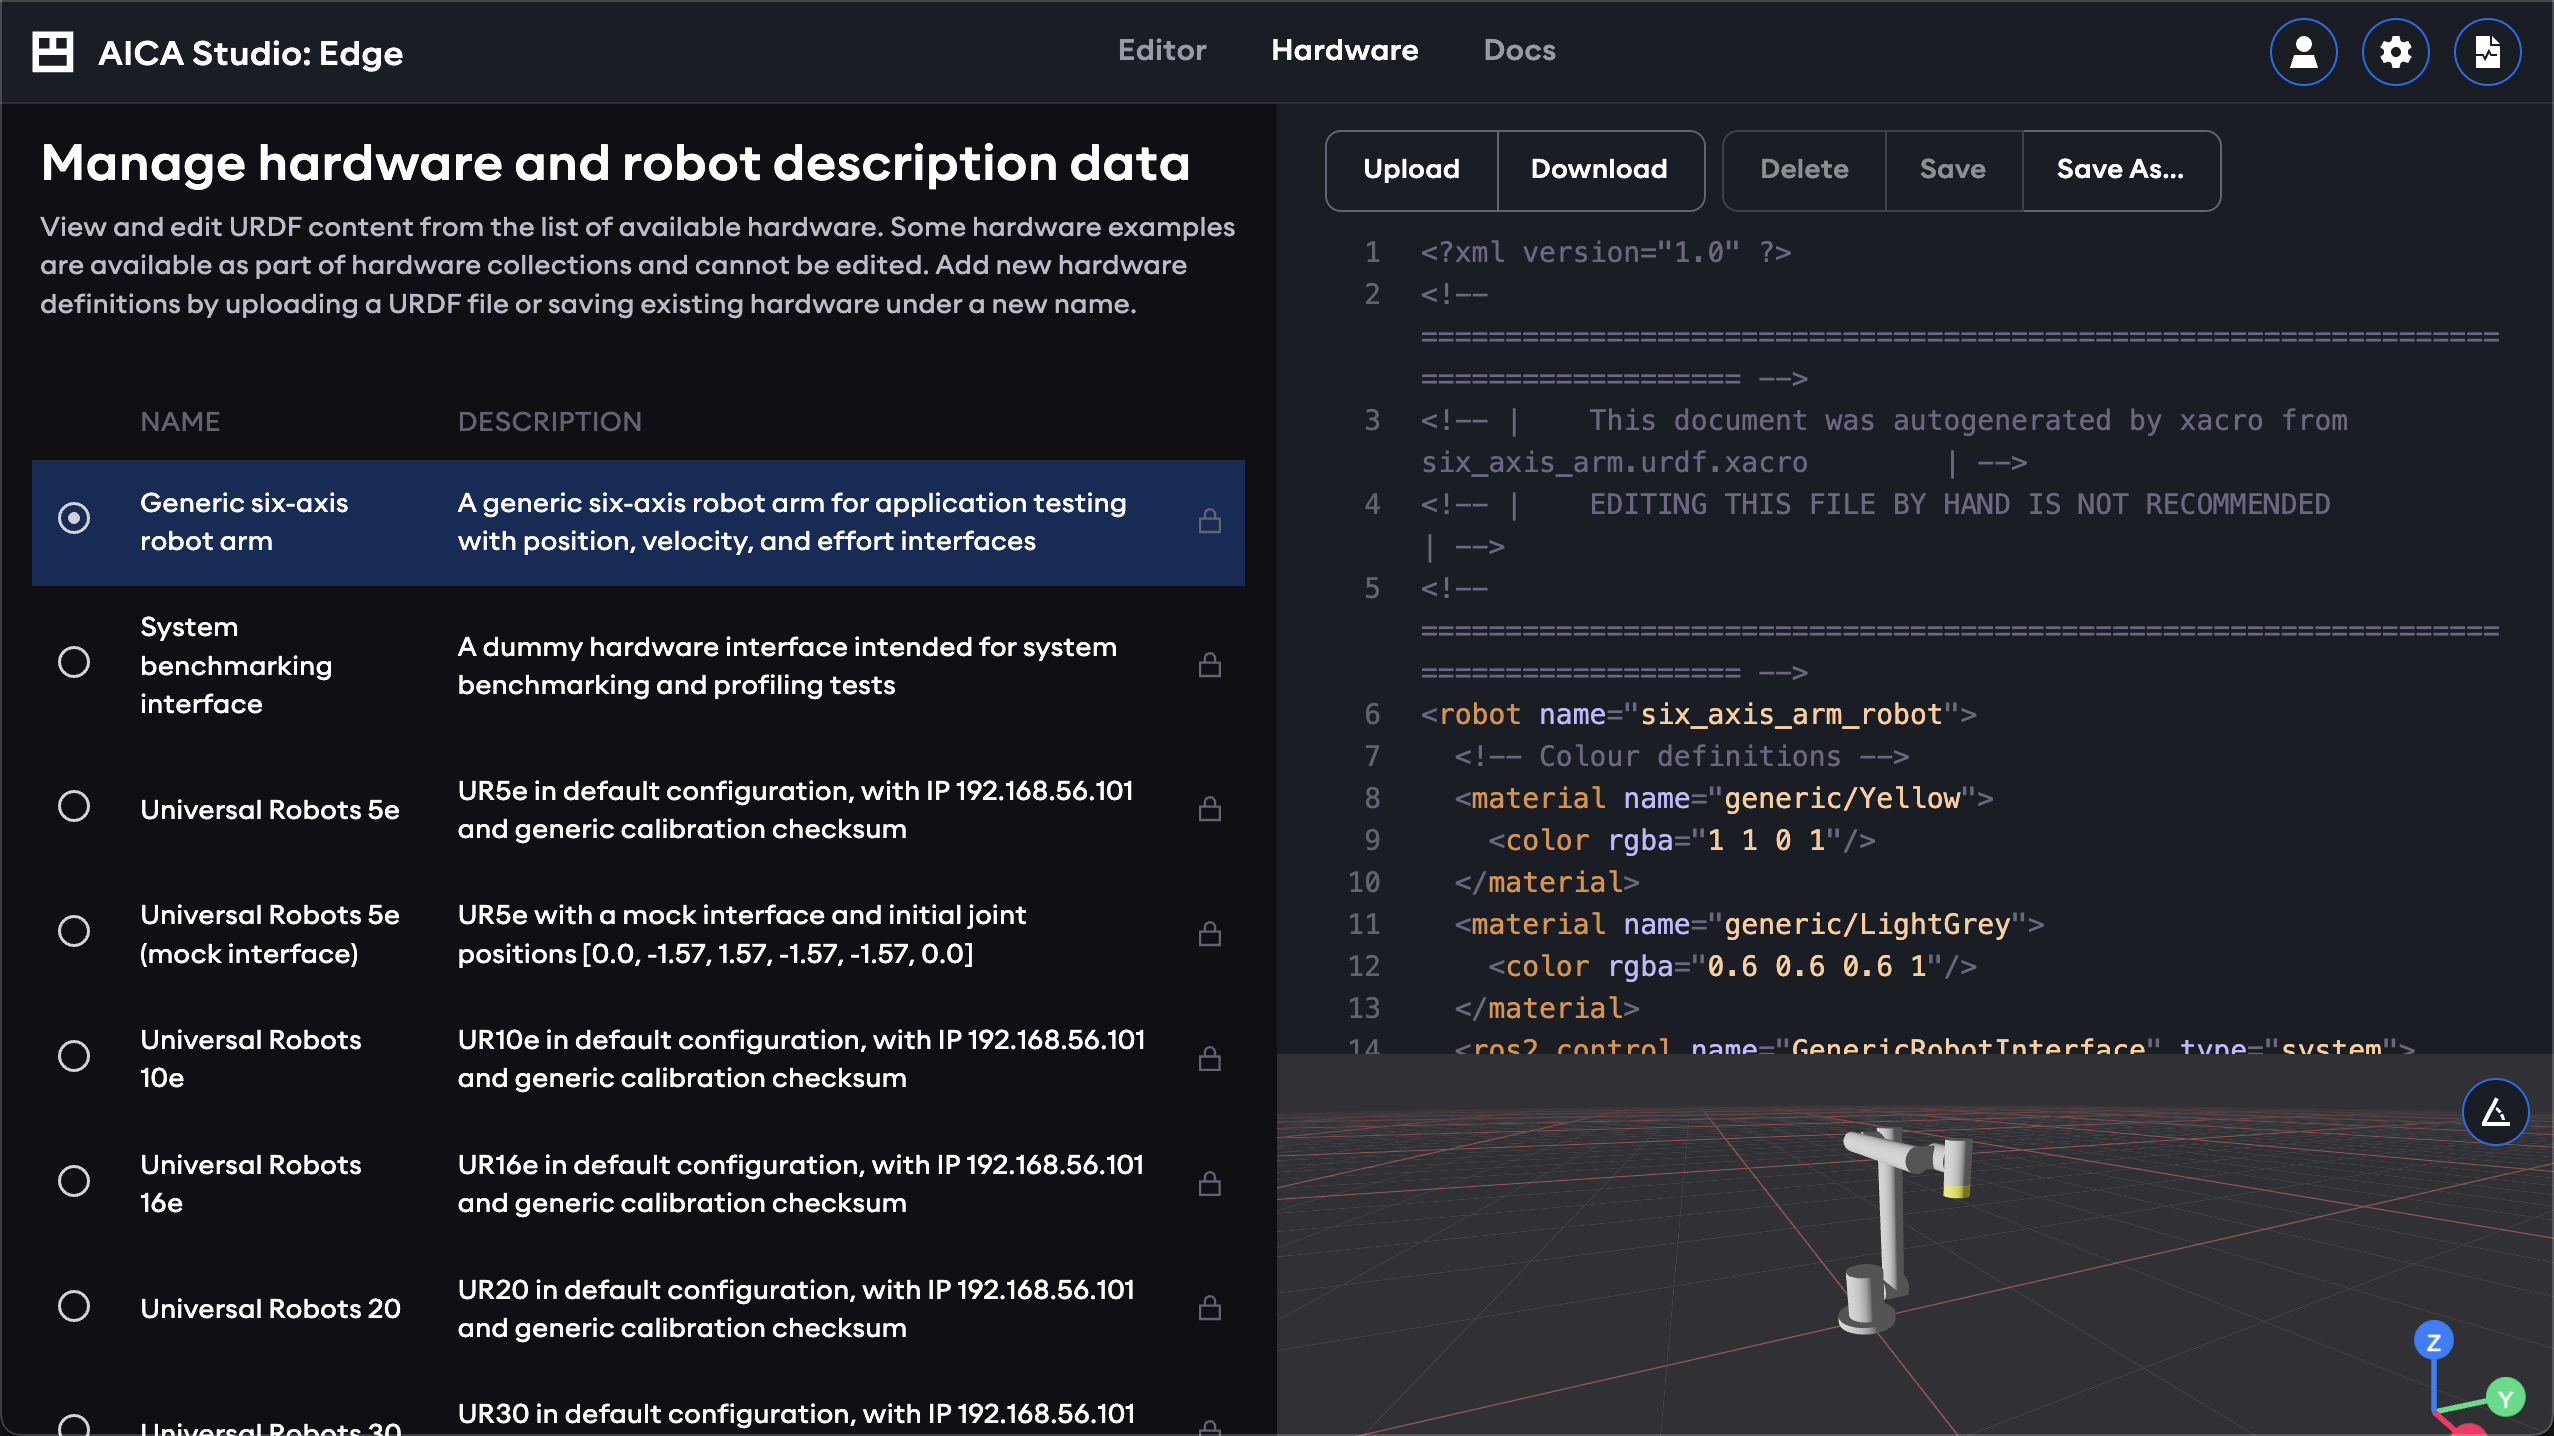 AICA Studio: Edge
Editor
Hardware
Docs
Manage hardware and robot description data
View and edit URDF content from the list of available hardware. Some hardware examples
are available as part of hardware collections and cannot be edited. Add new hardware
definitions by uploading a URDF file or saving existing hardware under a new name.
NAME
DESCRIPTION
Generic six-axis
robot arm
A generic six-axis robot arm for application testing
with position, velocity, and effort interfaces
System
benchmarking
interface
A dummy hardware interface intended for system
benchmarking and profiling tests
Universal Robots 5e
UR5e in default configuration, with IP 192.168.56.101
and generic calibration checksum
Universal Robots 5e
(mock interface)
UR5e with a mock interface and initial joint
positions [0.0, -1.57, 1.57, -1.57, -1.57, 0.0]
Universal Robots
10e
UR10e in default configuration, with IP 192.168.56.101
and generic calibration checksum
Universal Robots
16e
UR16e in default configuration, with IP 192.168.56.101
and generic calibration checksum
Universal Robots 20
UR20 in default configuration, with IP 192.168.56.101
and generic calibration checksum
Universal Robots 30
UR30 in default configuration, with IP 192.168.56.101
Upload
Download
Delete
Save
Save As...
1 <?xml version="1.0" ?>
2 <!--
================================================================
=================== -->
3 <!-- |    This document was autogenerated by xacro from
six_axis_arm.urdf.xacro        | -->
4 <!-- |    EDITING THIS FILE BY HAND IS NOT RECOMMENDED
| -->
5 <!--
================================================================
=================== -->
6 <robot name="six_axis_arm_robot">
7   <!-- Colour definitions -->
8   <material name="generic/Yellow">
9     <color rgba="1 1 0 1"/>
10   </material>
11   <material name="generic/LightGrey">
12     <color rgba="0.6 0.6 0.6 1"/>
13   </material>
14   <ros2_control name="GenericRobotInterface" type="system">
Z
Y